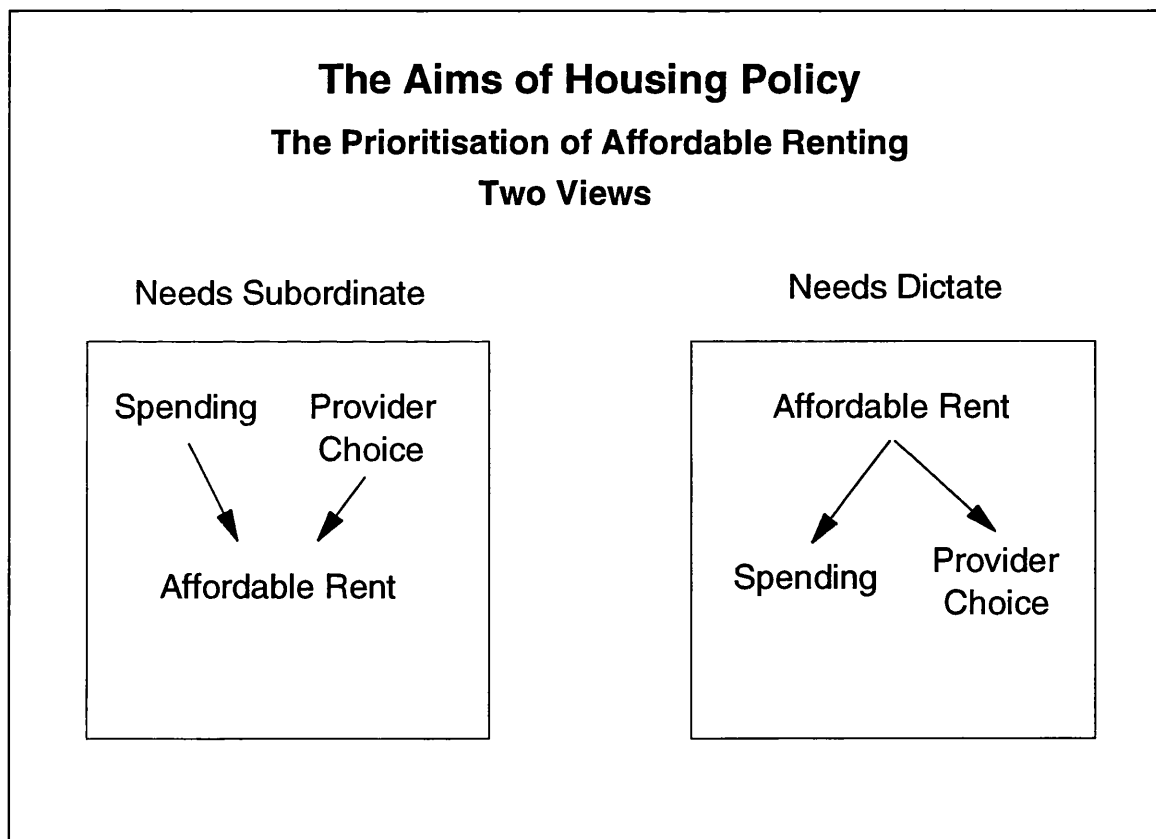 The Aims of Housing Policy
The Prioritisation of Affordable Renting
Two Views
Needs Subordinate
Spending
Provider
Choice
Affordable Rent
Needs Dictate
Affordable Rent
Spending
Provider
Choice